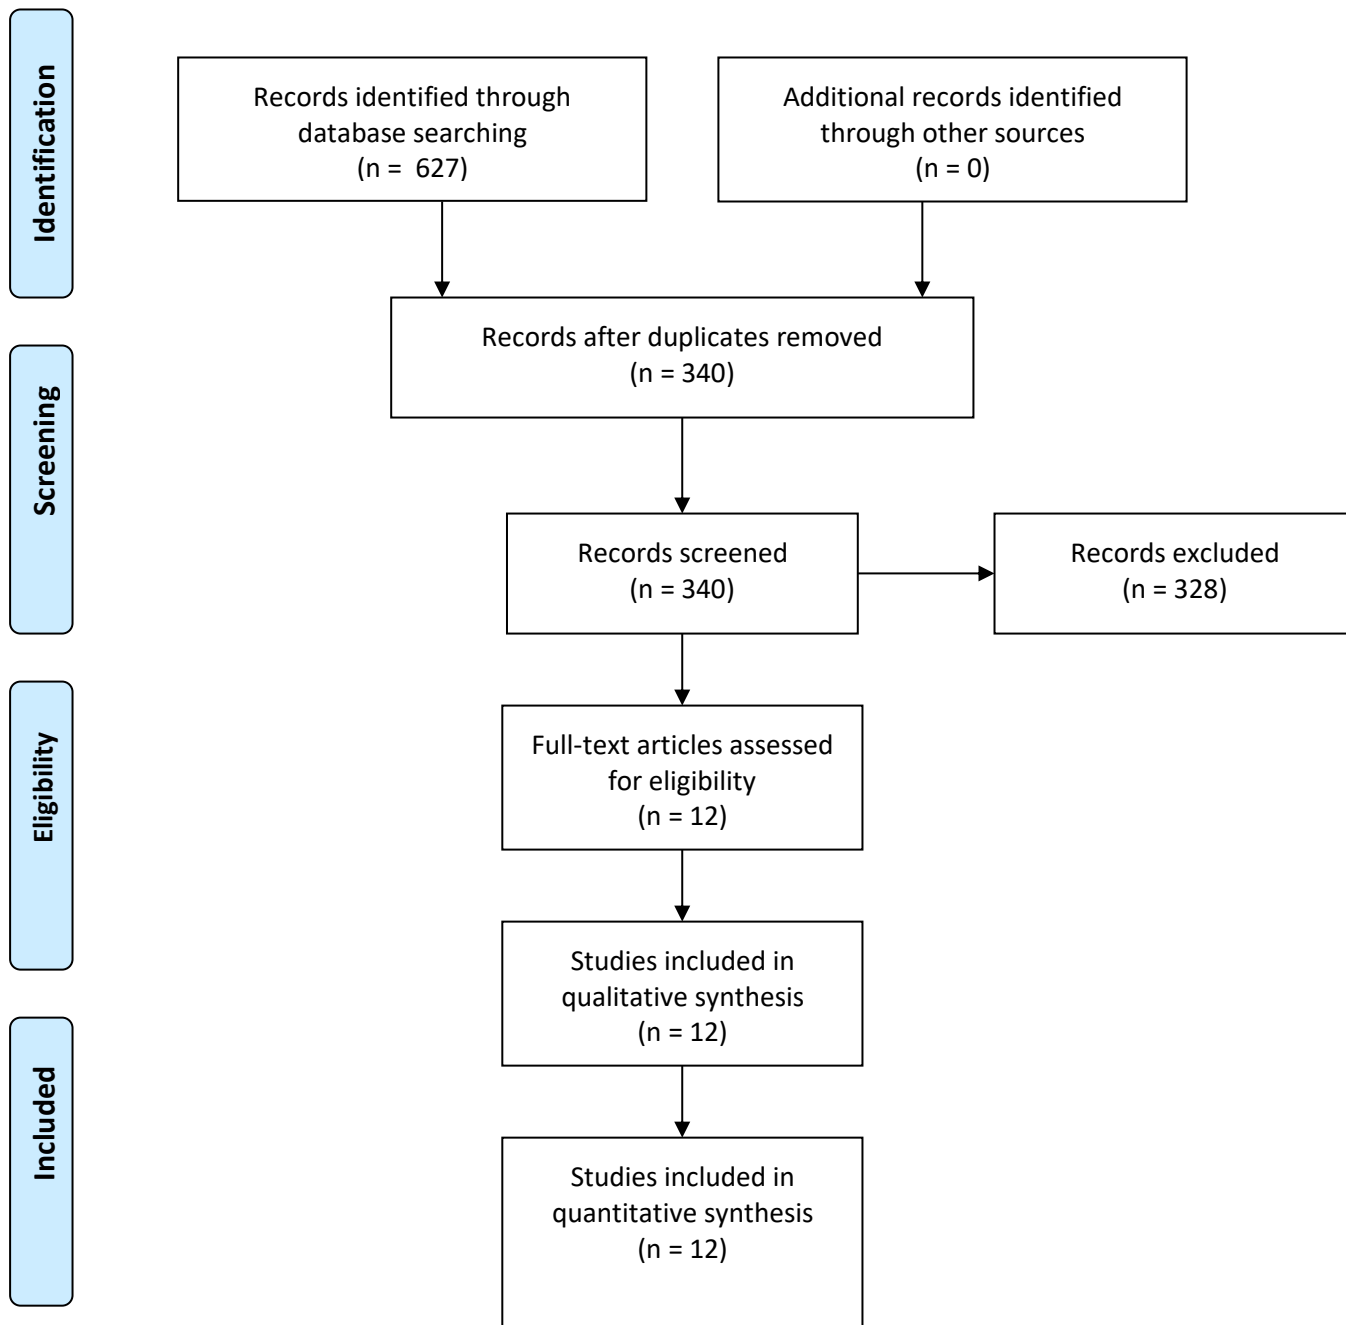 Identification
Records identified through
database searching
(n =  627)
Additional records identified
through other sources
(n = 0)
Records after duplicates removed
(n = 340)
Screening
Records screened
(n = 340)
Records excluded
(n = 328)
Eligibility
Full-text articles assessed
for eligibility
(n = 12)
Studies included in
qualitative synthesis
(n = 12)
Included
Studies included in
quantitative synthesis
(n = 12)